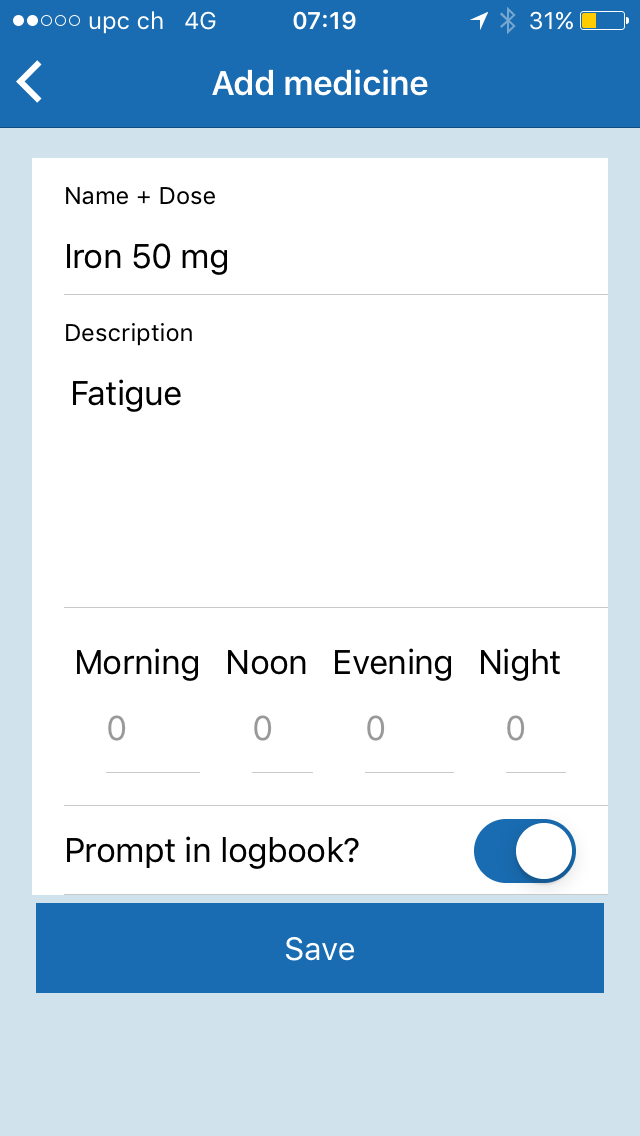 upc ch 4G 07:19 31%
Add medicine
Name + Dose
Iron 50 mg
Description
Fatigue
Morning Noon Evening Night
0 0 0 0
Prompt in logbook?
Save